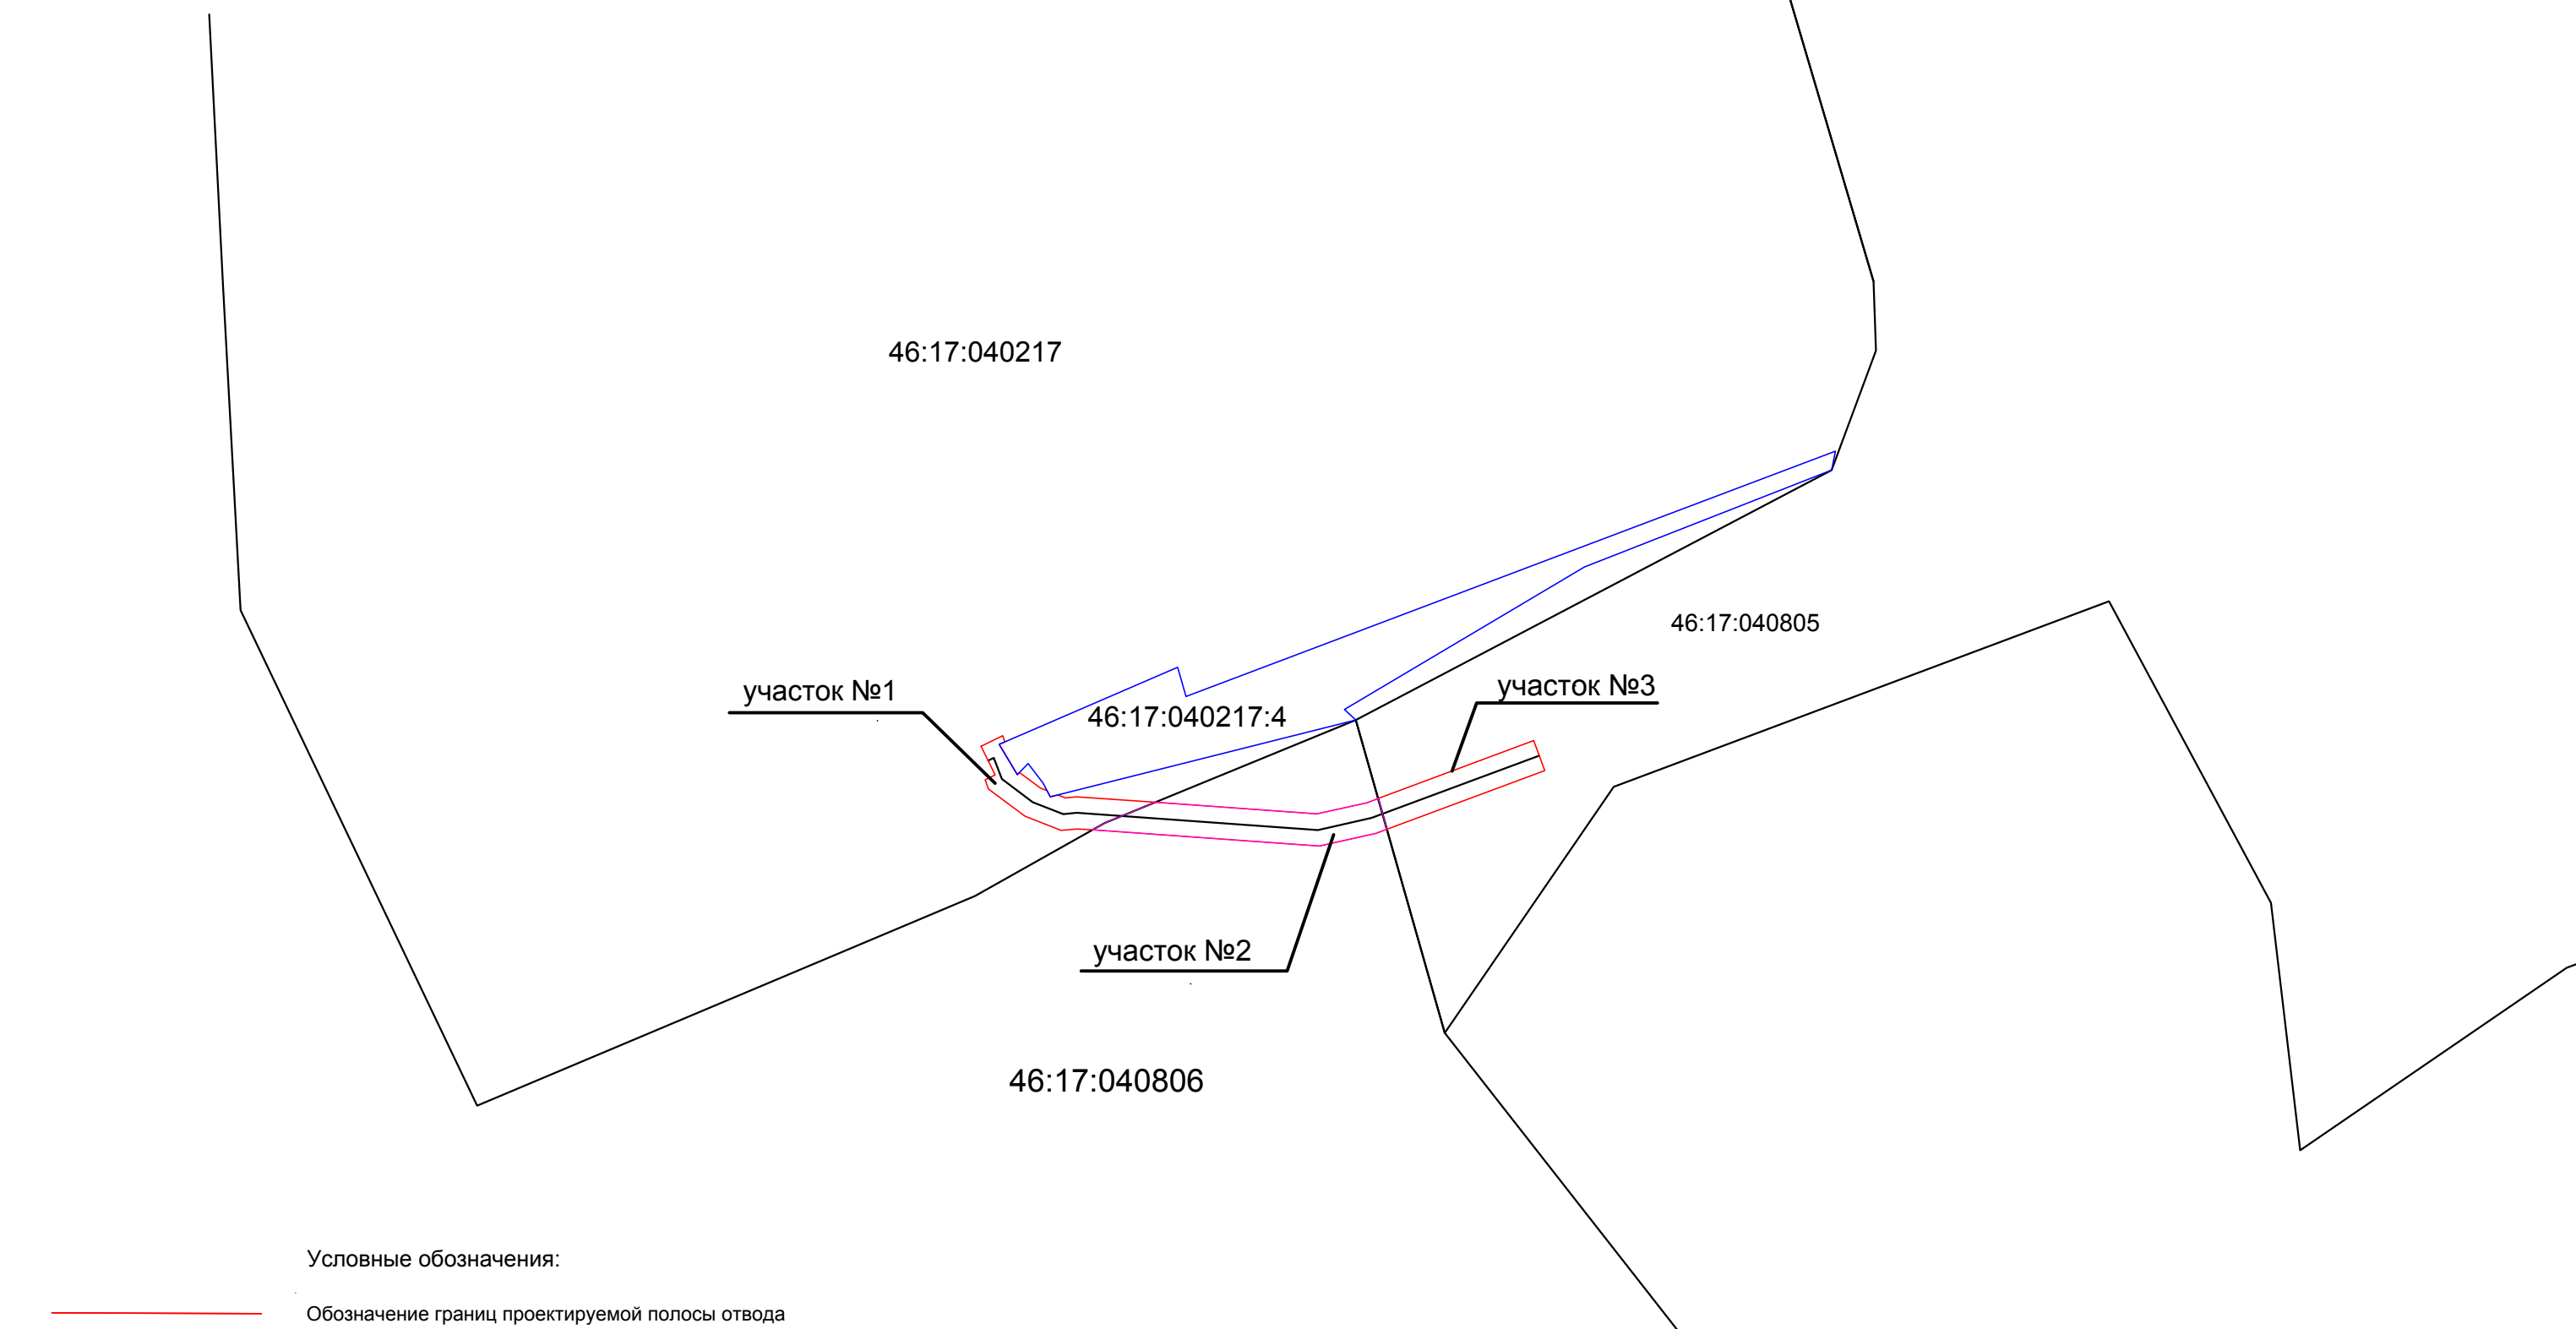 46:17:040217
46:17:040805
участок №1
участок №3
46:17:040217:4
участок №2
46:17:040806
Условные обозначения:
Обозначение границ проектируемой полосы отвода